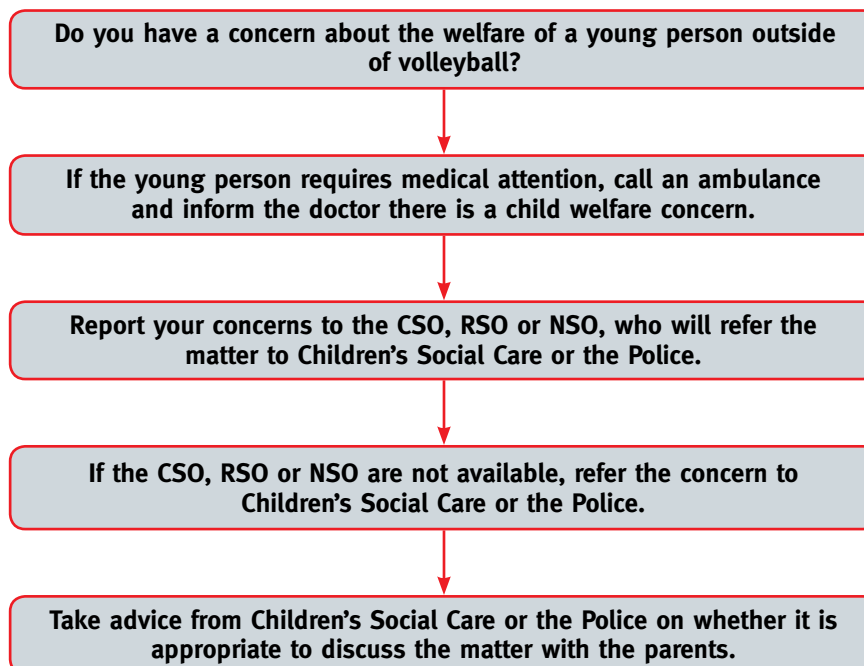 Do you have a concern about the welfare of a young person outside
of volleyball?
If the young person requires medical attention, call an ambulance
and inform the doctor there is a child welfare concern.
Report your concerns to the CSO, RSO or NSO, who will refer the
matter to Children’s Social Care or the Police.
If the CSO, RSO or NSO are not available, refer the concern to
Children’s Social Care or the Police.
Take advice from Children’s Social Care or the Police on whether it is
appropriate to discuss the matter with the parents.